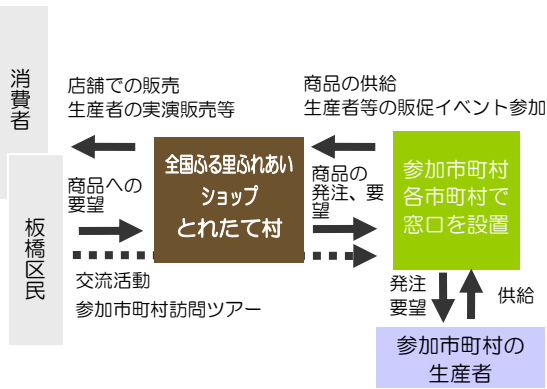 消費者
板橋区民
店舗での販売
生産者の実演販売等
商品への
要望
全国ふる里ふれあい
ショップ
とれたて村
交流活動
参加市町村訪問ツアー
商品の供給
生産者等の販促イベント参加
商品の
発注、要
望
参加市町村
各市町村で
窓口を設置
発注
要望
供給
参加市町村の
生産者